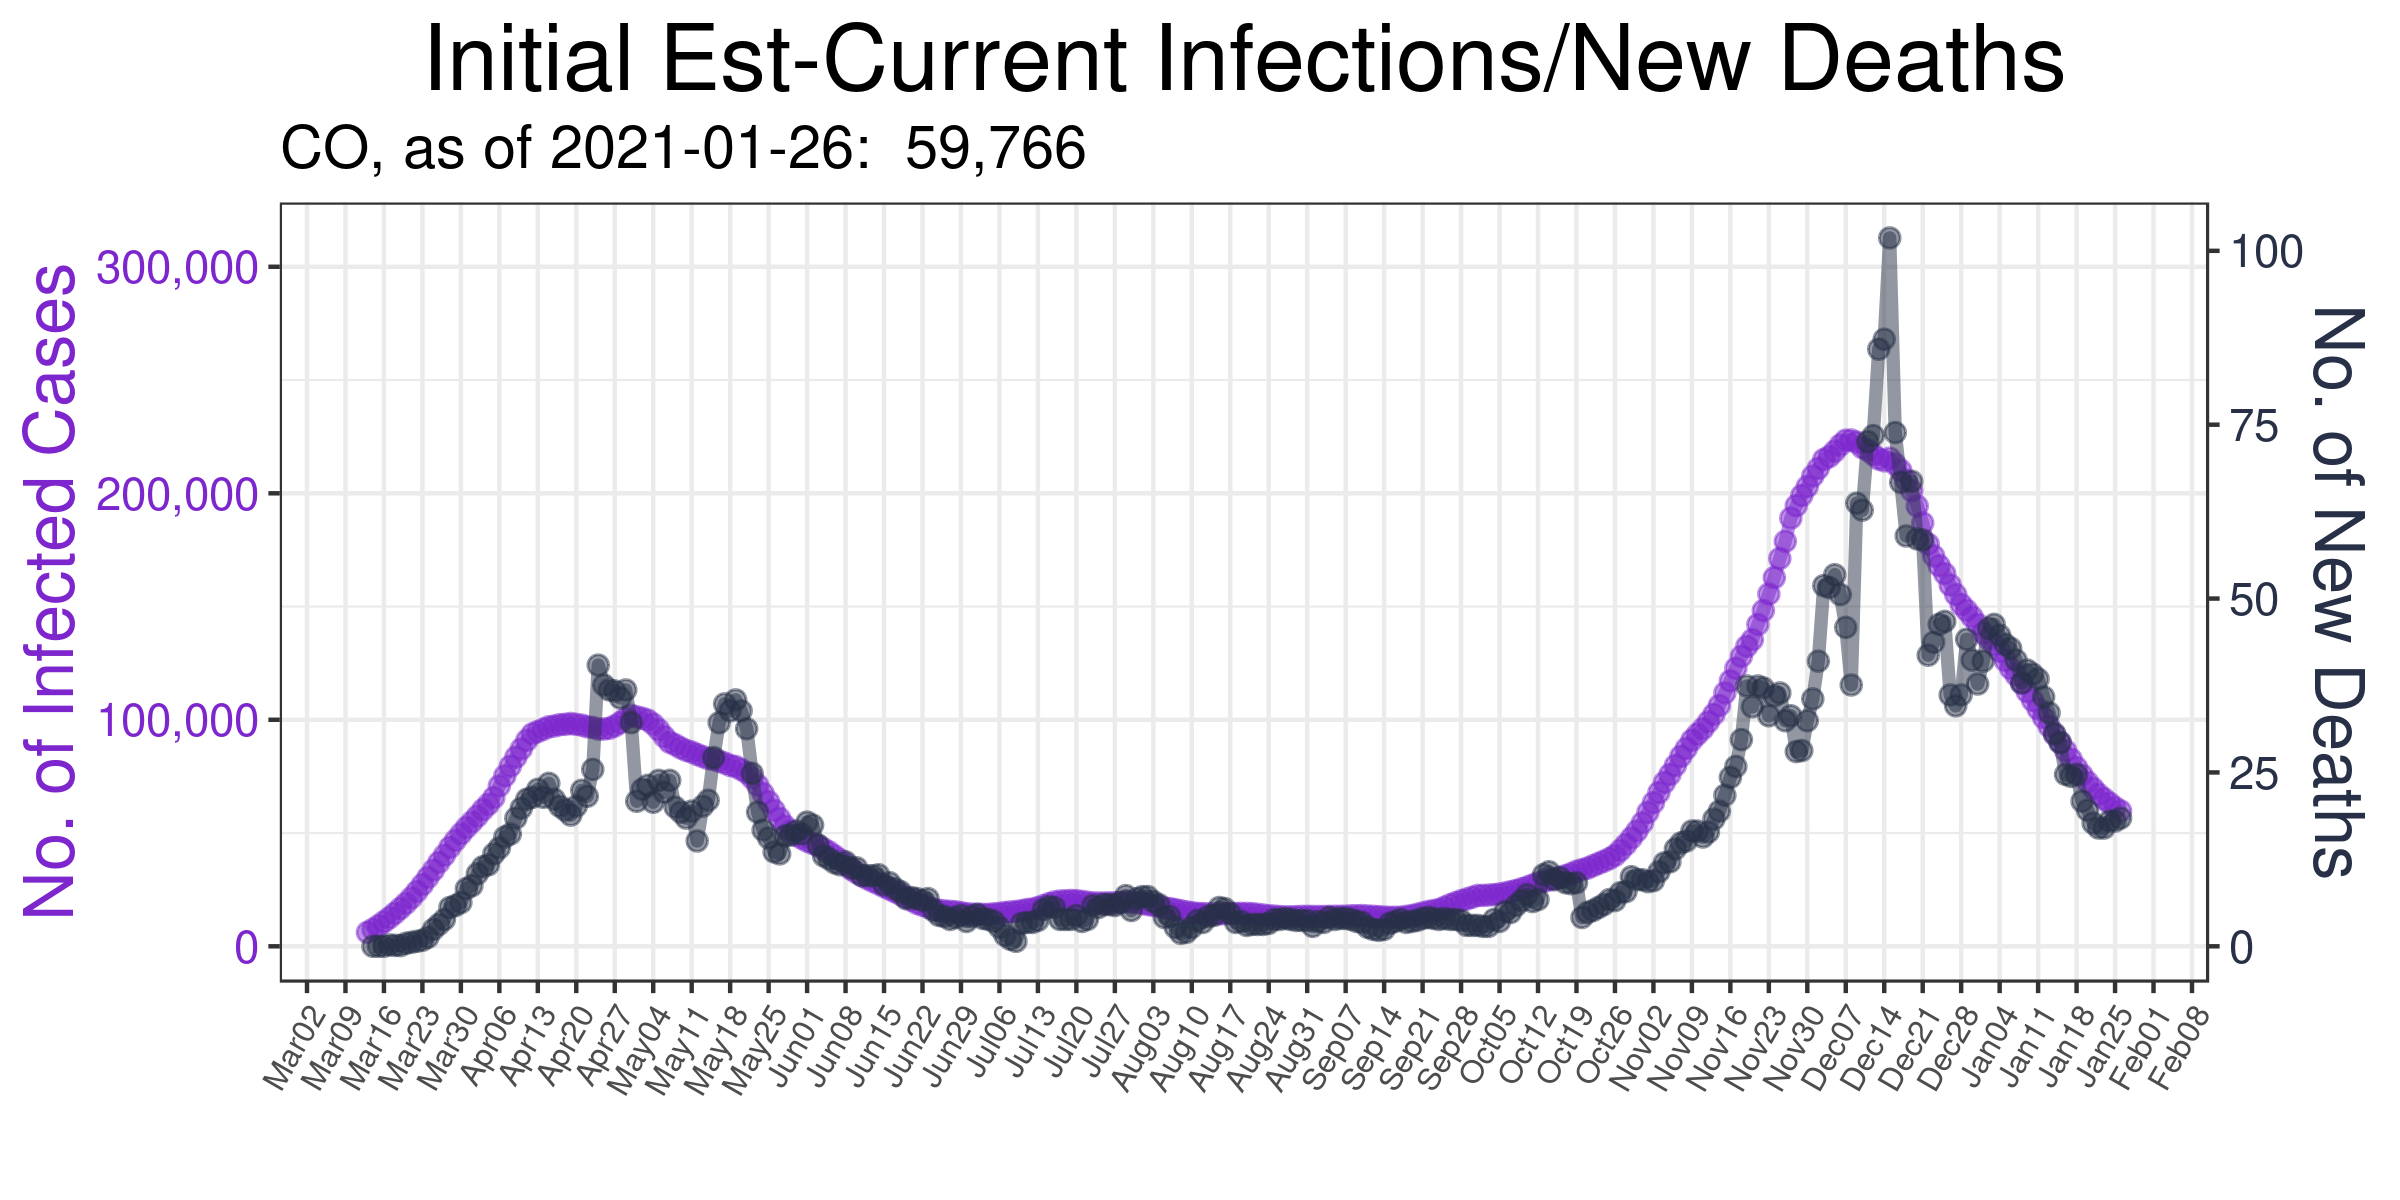 Initial Est-Current Infections/New Deaths
CO, as of 2021-01-26: 59,766
No. of Infected Cases
300,000
200,000
100,000
0
100
75
50
25
0
No. of New Deaths
Mar02
Mar09
Mar16
Mar23
Mar30
Apr06
Apr13
Apr20
Apr27
May04
May11
May18
May25
Jun01
Jun08
Jun15
Jun22
Jun29
Jul06
Jul13
Jul20
Jul27
Aug03
Aug10
Aug17
Aug24
Aug31
Sep07
Sep14
Sep21
Sep28
Oct05
Oct12
Oct19
Oct26
Nov02
Nov09
Nov16
Nov23
Nov30
Dec07
Dec14
Dec21
Dec28
Jan04
Jan11
Jan18
Jan25
Feb01
Feb08